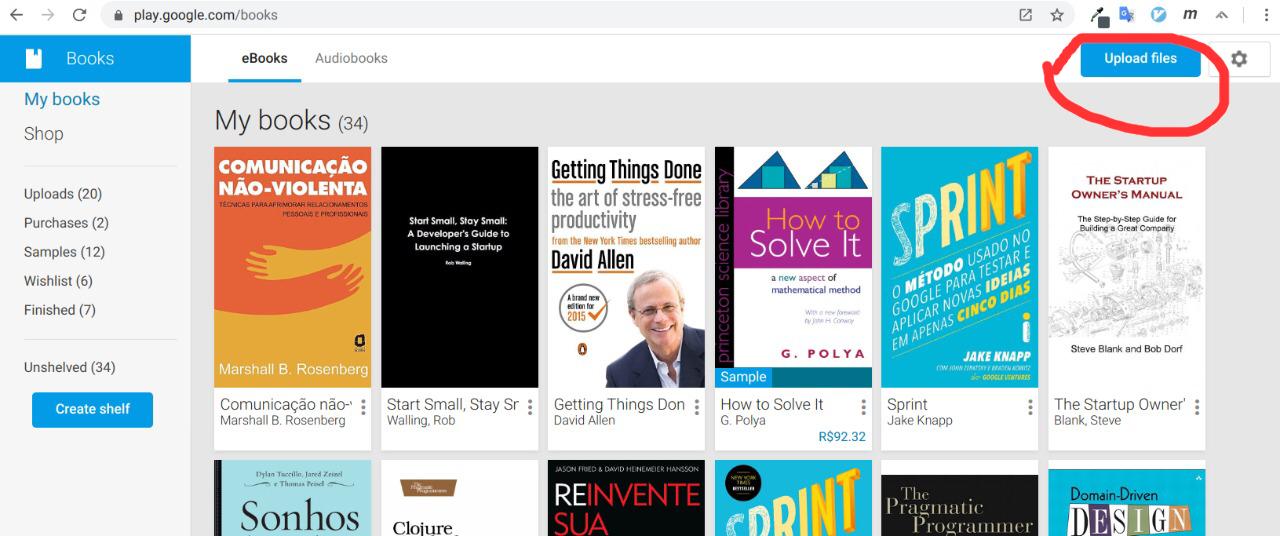 play.google.com/books
m
Books
eBooks
Audiobooks
Upload files
My books
Shop
Uploads (20)
Purchases (2)
Samples (12)
Wishlist (6)
Finished (7)
Unshelved (34)
Create shelf
My books (34)
COMUNICAÇÃO
NÃO-VIOLENTA
TÉCNICAS PARA APRIMORAR RELACIONAMENTOS
PESSOAIS E PROFISSIONAIS
Marshall B. Rosenberg
Comunicação não-v
Marshall B. Rosenberg
Start Small, Stay Small:
A Developer's Guide to
Launching a Startup
Rob Walling
Start Small, Stay Sr
Walling, Rob
Getting Things Done
the art of stress-free
productivity
from the New York Times bestselling author
David Allen
A brand new
edition for
2015
Getting Things Don
David Allen
princeton science library
How to
Solve It
a new aspect of
mathematical method
With a new foreword
by John H. Conway
G. POLYA
Sample
How to Solve It
G. Polya
R$92.32
SPRINT
O MÉTODO USADO NO
GOOGLE PARA TESTAR E
APLICAR NOVAS IDEIAS
EM APENAS CINCO DIAS
JAKE KNAPP
COM JOHN ZERATSKY E BRADEN KOWITZ
do GOOGLE VENTURES
Sprint
Jake Knapp
THE STARTUP
OWNER'S MANUAL
The Step-by-Step Guide for
Building a Great Company
Steve Blank and Bob Dorf
The Startup Owner'
Blank, Steve
Dylan Tuccillo, Jared Zeizel
e Thomas Peisel
Sonhos
The
Pragmatic
Programmers
Clojure
JASON FRIED & DAVID HEINEMEIER HANSSON
REINVENTE
SUA
NEW YORK
TIMES
BESTSELLER
SPRINT
The
Pragmatic
Programmer
Domain-Driven
DESIGN